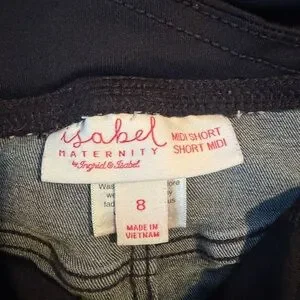 isabel
MATERNITY
by Ingrid & Isabel
MIDI SHORT
SHORT MIDI
8
MADE IN
VIETNAM